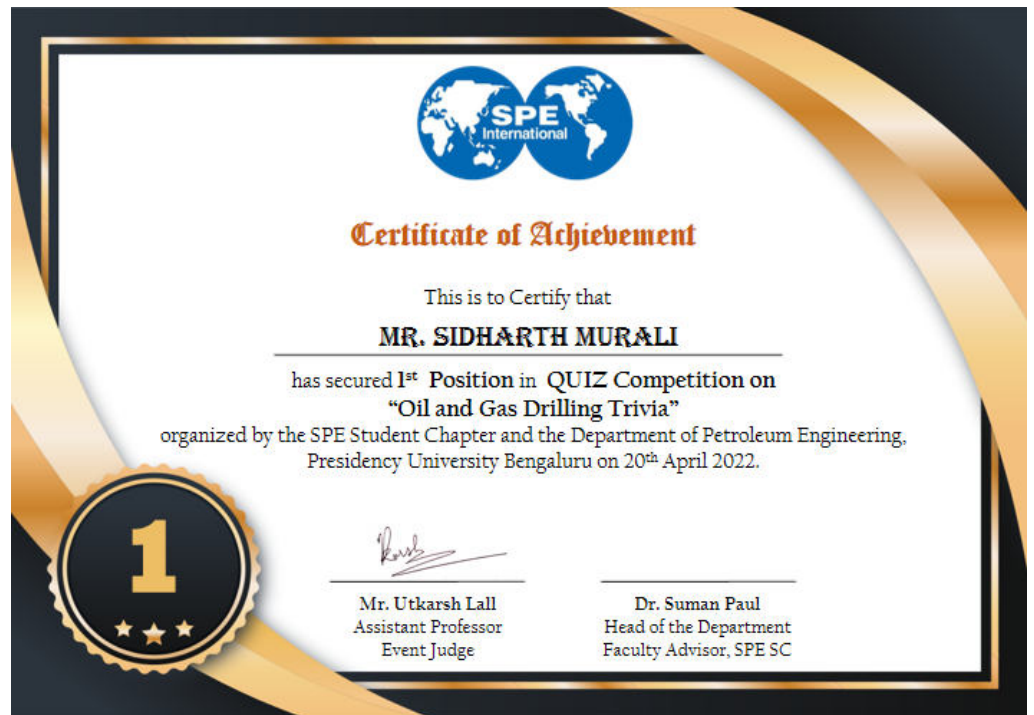 SPE
International
Certificate of Achievement
This is to Certify that
MR. SIDHARTH MURALI
has secured 1st Position in QUIZ Competition on
“Oil and Gas Drilling Trivia”
organized by the SPE Student Chapter and the Department of Petroleum Engineering,
Presidency University Bengaluru on 20th April 2022.
1
Mr. Utkarsh Lall
Assistant Professor
Event Judge
Dr. Suman Paul
Head of the Department
Faculty Advisor, SPE SC